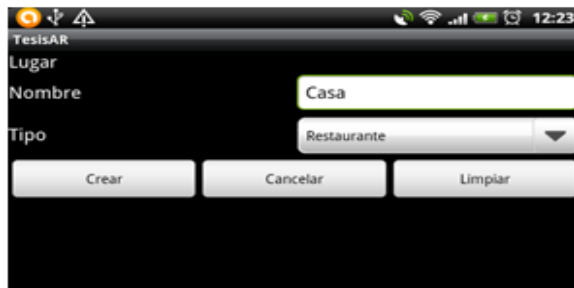 12:23
TesisAR
Lugar
Nombre Casa
Tipo Restaurante
Crear Cancelar Limpiar